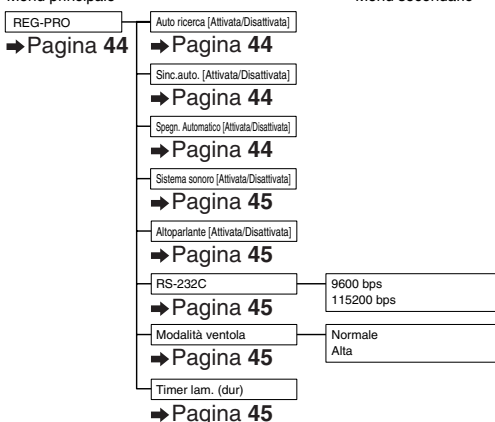 Menu principale
Menu secondario
REG-PRO
➡Pagina 44
Auto ricerca [Attivata/Disattivata]
➡Pagina 44
Sinc.auto. [Attivata/Disattivata]
➡Pagina 44
Spegn. Automatico [Attivata/Disattivata]
➡Pagina 44
Sistema sonoro [Attivata/Disattivata]
➡Pagina 45
Altoparlante [Attivata/Disattivata]
➡Pagina 45
RS-232C
➡Pagina 45
9600 bps
115200 bps
Modalità ventola
➡Pagina 45
Normale
Alta
Timer lam. (dur)
➡Pagina 45